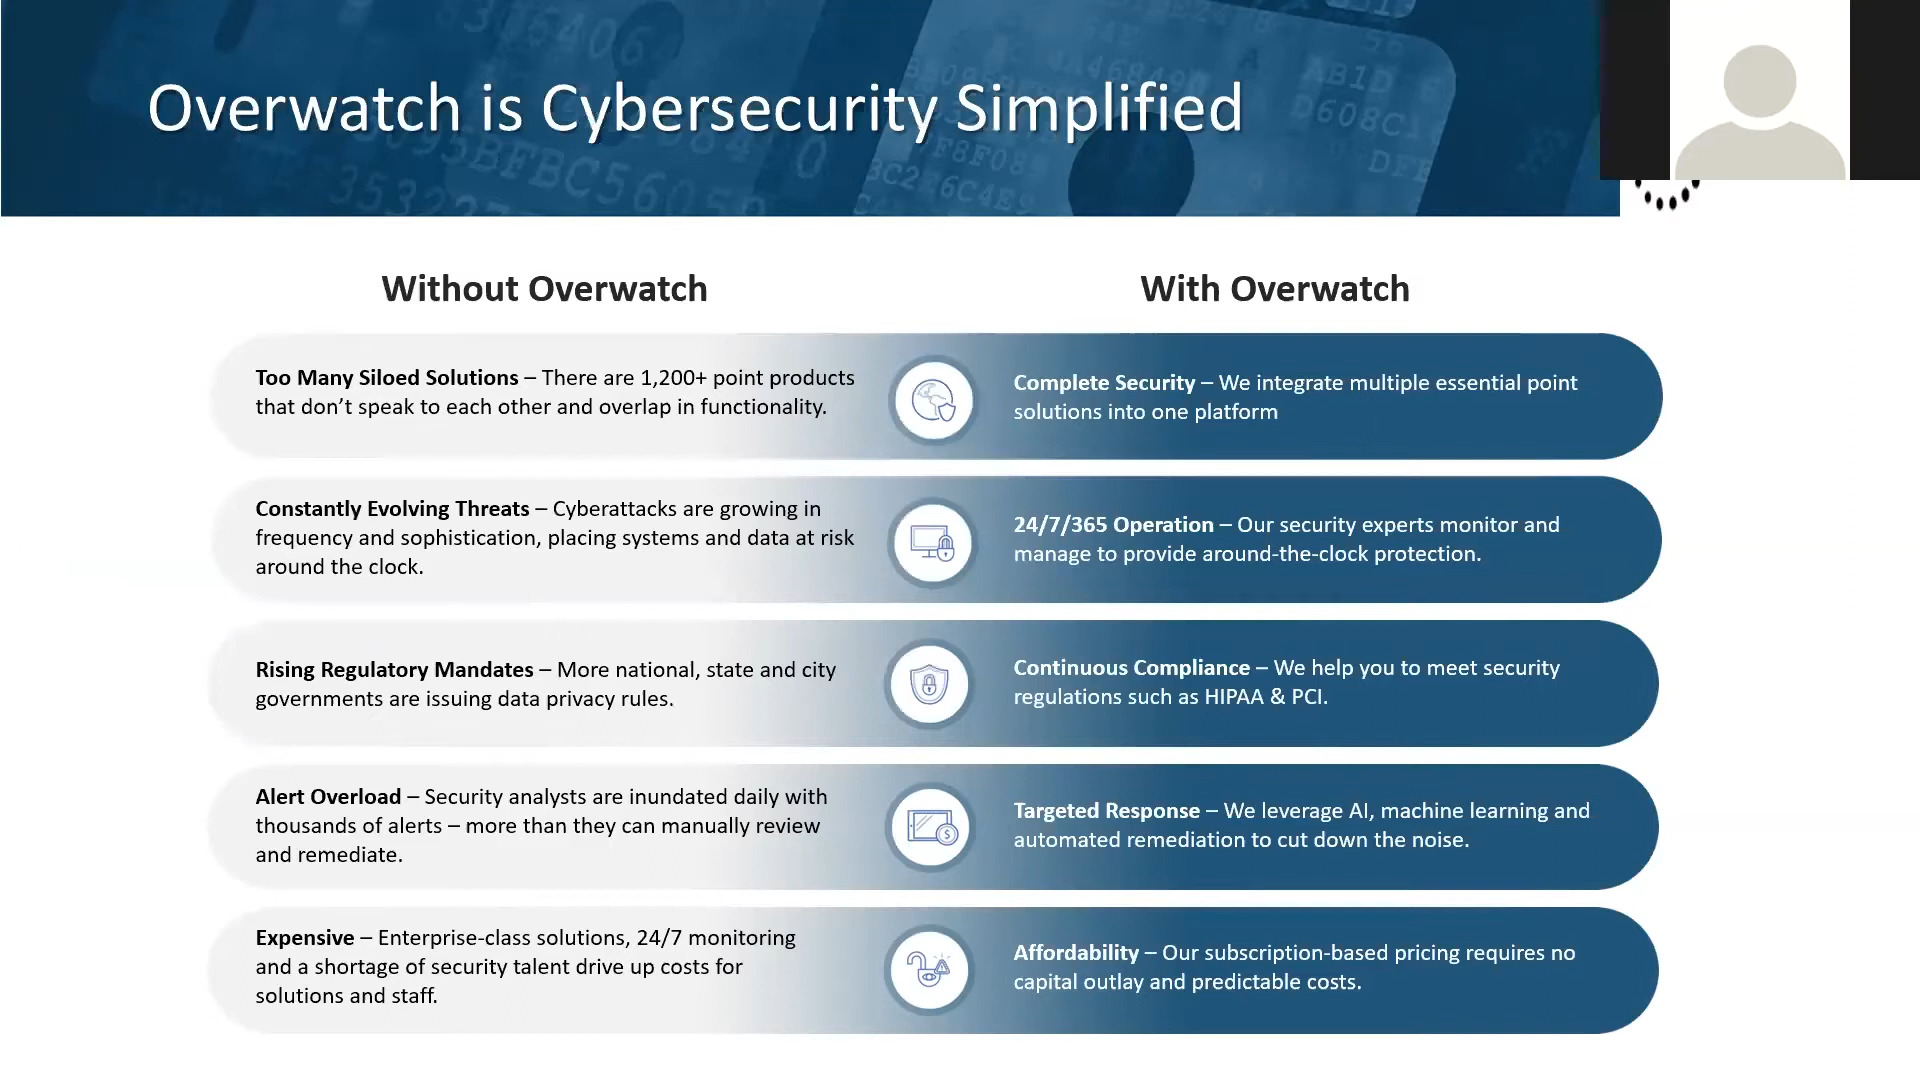 Overwatch is Cybersecurity Simplified
Without Overwatch
With Overwatch
Too Many Siloed Solutions – There are 1,200+ point products
that don’t speak to each other and overlap in functionality.
Complete Security – We integrate multiple essential point
solutions into one platform
Constantly Evolving Threats – Cyberattacks are growing in
frequency and sophistication, placing systems and data at risk
around the clock.
24/7/365 Operation – Our security experts monitor and
manage to provide around-the-clock protection.
Rising Regulatory Mandates – More national, state and city
governments are issuing data privacy rules.
Continuous Compliance – We help you to meet security
regulations such as HIPAA & PCI.
Alert Overload – Security analysts are inundated daily with
thousands of alerts – more than they can manually review
and remediate.
Targeted Response – We leverage AI, machine learning and
automated remediation to cut down the noise.
Expensive – Enterprise-class solutions, 24/7 monitoring
and a shortage of security talent drive up costs for
solutions and staff.
Affordability – Our subscription-based pricing requires no
capital outlay and predictable costs.